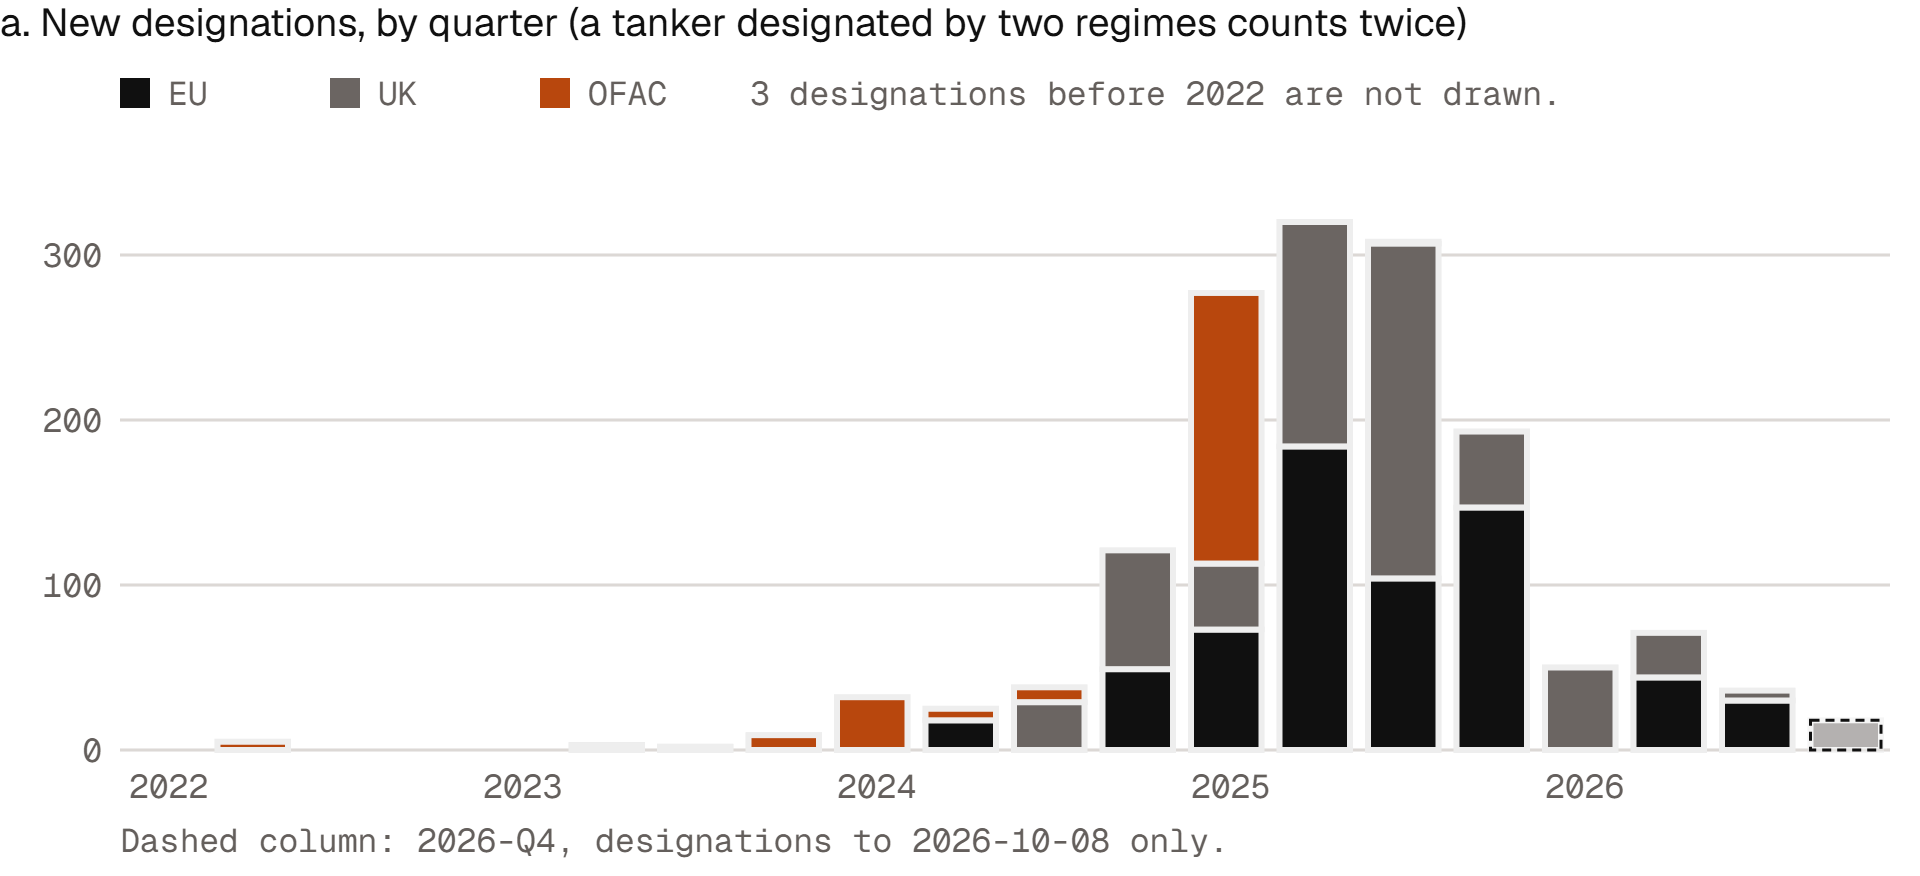 a. New designations, by quarter (a tanker designated by two regimes counts twice)
EU UK OFAC 3 designations before 2022 are not drawn.
300
200
100
0
2022 2023 2024 2025 2026
Dashed column: 2026-Q4, designations to 2026-10-08 only.